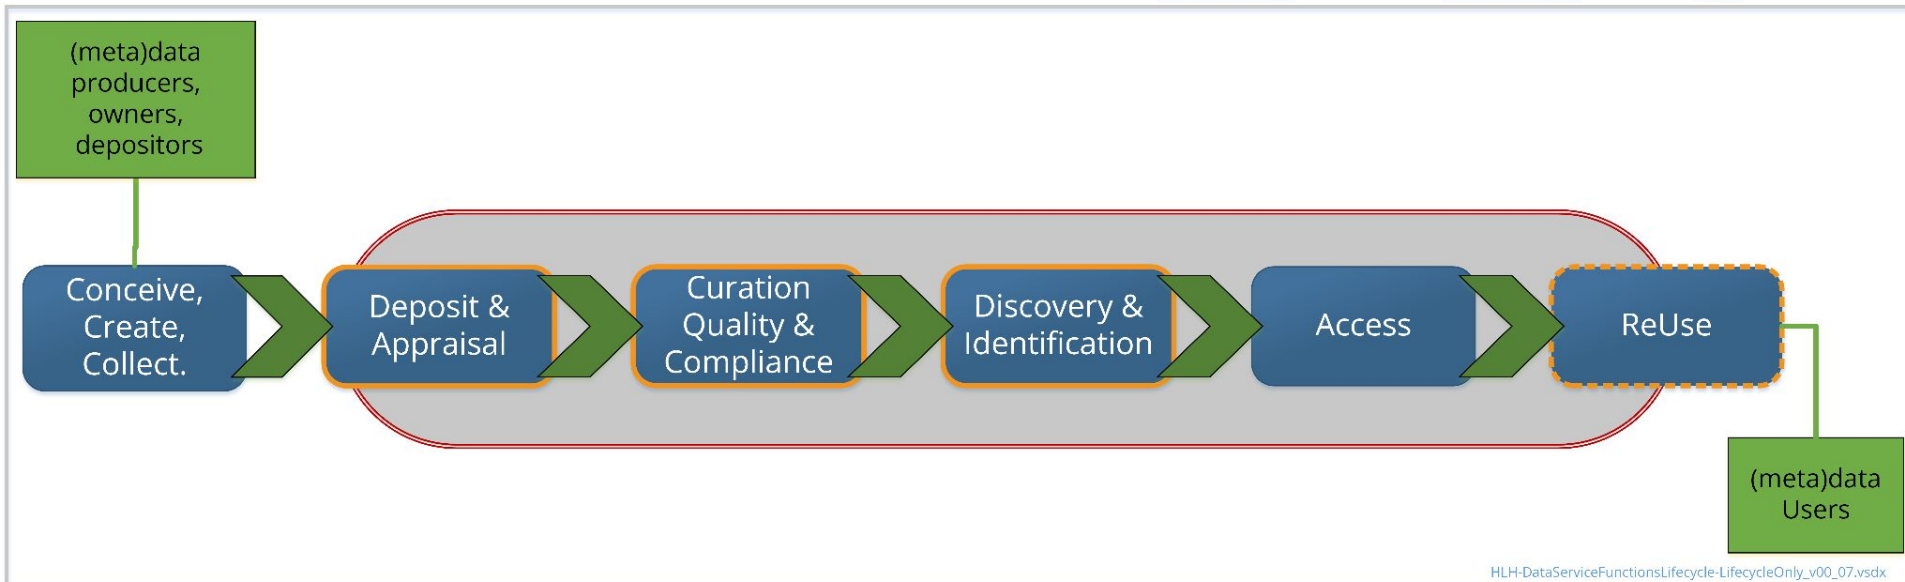 (meta)data
producers,
owners,
depositors
Conceive,
Create,
Collect.
Deposit &
Appraisal
Curation
Quality &
Compliance
Discovery &
Identification
Access
ReUse
(meta)data
Users
HLH-DataServiceFunctionsLifecycle-LifecycleOnly_v00_07.vsdx